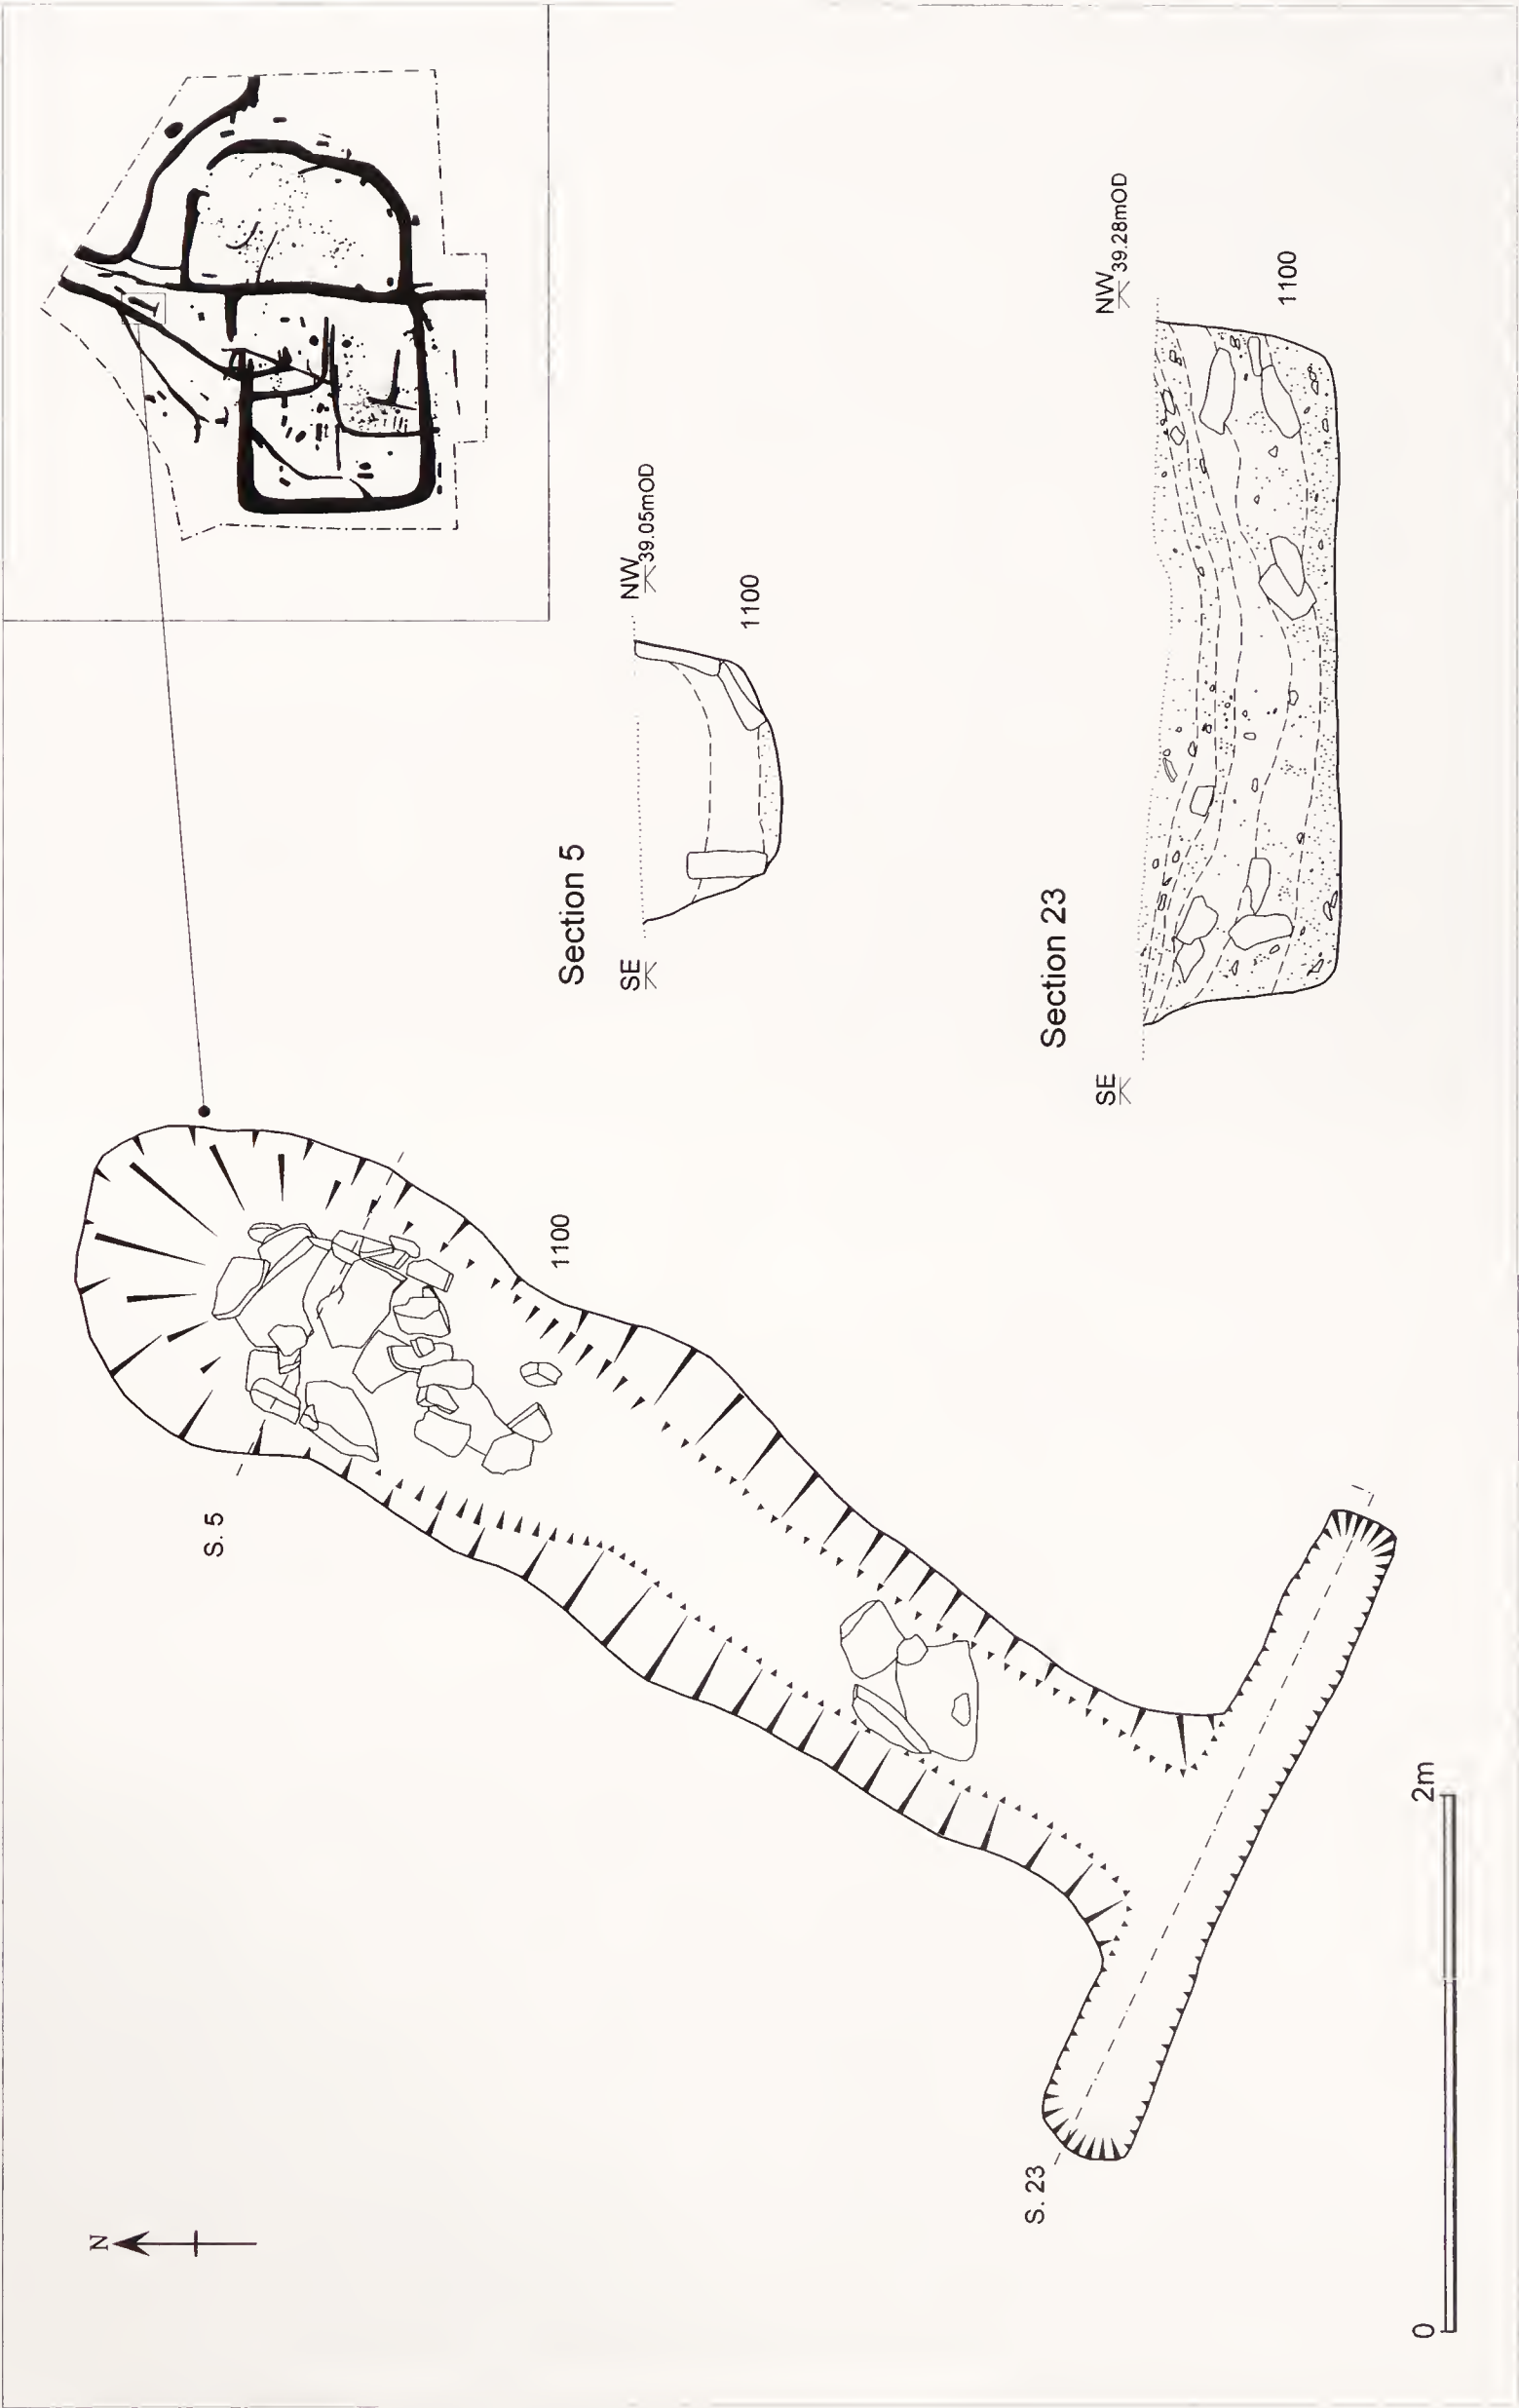 N
S. 5
1100
S. 23
0
2m
Section 5
SE
NW
39.05mOD
1100
Section 23
SE
NW
39.28mOD
1100